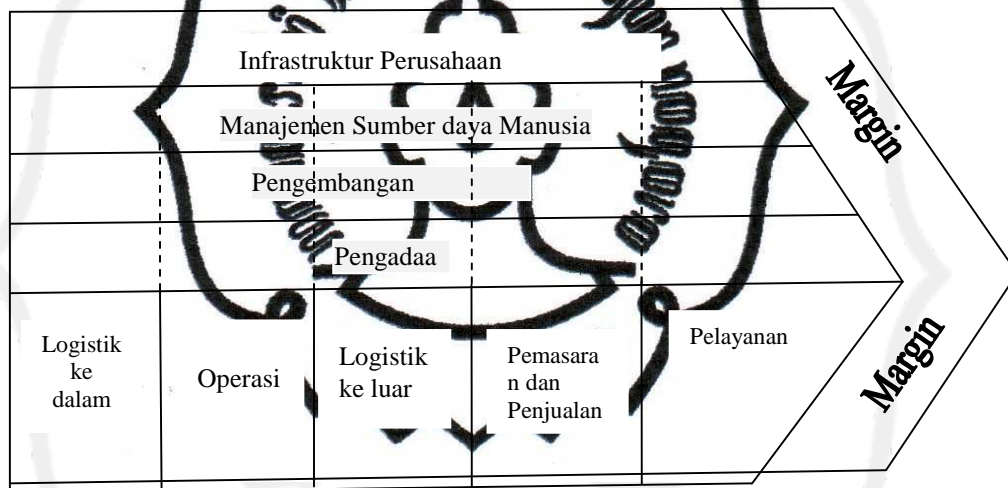 Infrastruktur Perusahaan
Manajemen Sumber daya Manusia
Pengembangan
Pengadaa
Margin
Margin
Logistik
ke
dalam
Operasi
Logistik
ke luar
Pemasara
n dan
Penjualan
Pelayanan